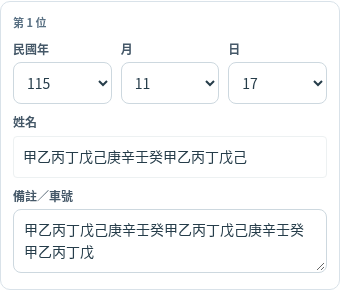 第 1 位
民國年 月 日
115 11 17
姓名
甲乙丙丁戊己庚辛壬癸甲乙丙丁戊己
備註／車號
甲乙丙丁戊己庚辛壬癸甲乙丙丁戊己庚辛壬癸
甲乙丙丁戊